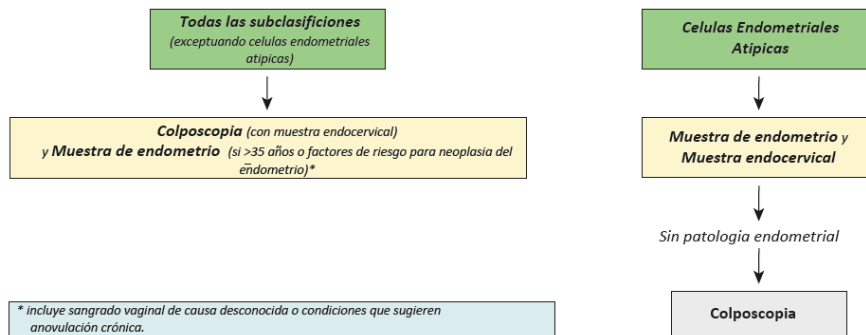 Todas las subclasificiones
(exceptuando celulas endometriales
atipicas)
Celulas Endometriales
Atipicas
Colposcopia (con muestra endocervical)
y Muestra de endometrio (si >35 años o factores de riesgo para neoplasia del
endometrio)*
Muestra de endometrio y
Muestra endocervical
Sin patologia endometrial
Colposcopia
* incluye sangrado vaginal de causa desconocida o condiciones que sugieren
anovulación crónica.